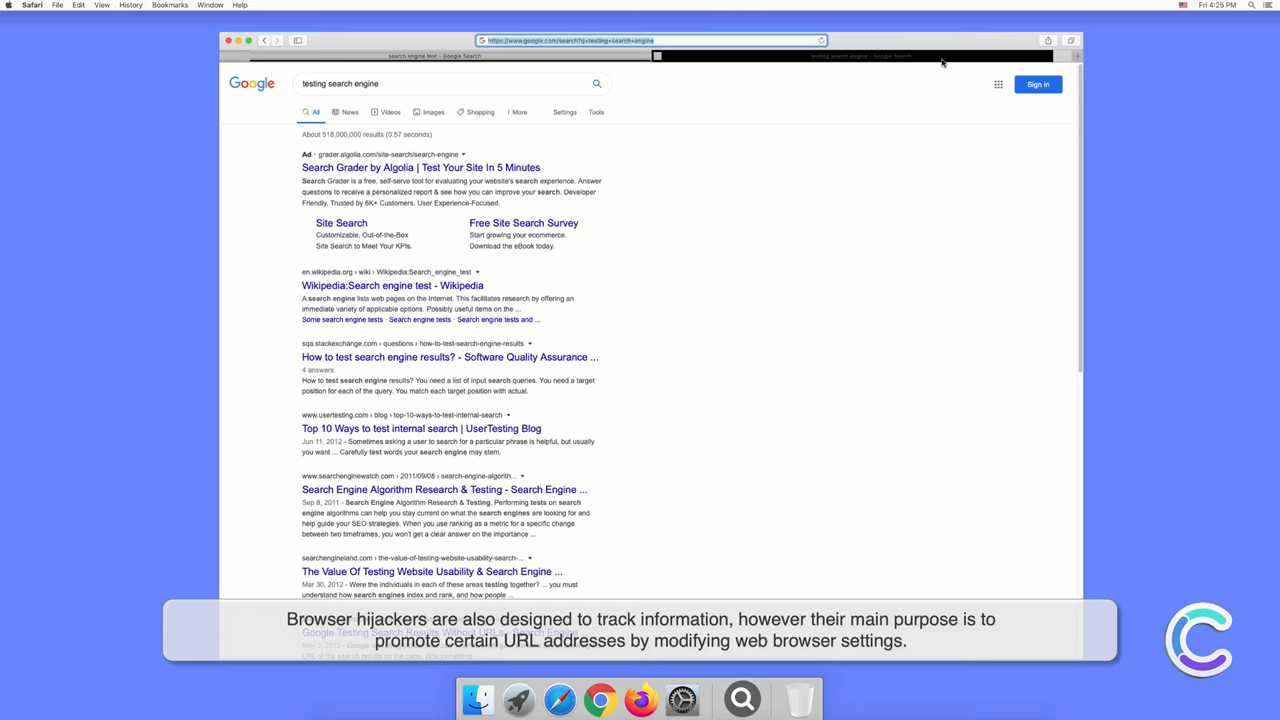 Safari File Edit View History Bookmarks Window Help
Fri 4:25 PM
https://www.google.com/search?q=testing+search+engine
search engine test - Google Search
testing search engine - Google Search
Google
testing search engine
Sign in
All News Videos Images Shopping More Settings Tools
About 518,000,000 results (0.57 seconds)
Ad · grader.algolia.com/site-search/search-engine
Search Grader by Algolia | Test Your Site In 5 Minutes
Search Grader is a free, self-serve tool for evaluating your website's search experience. Answer
questions to receive a personalized report & see how you can improve your search. Developer
Friendly. Trusted by 6K+ Customers. User Experience-Focused.
Site Search
Customizable, Out-of-the-Box
Site Search to Meet Your KPIs.
Free Site Search Survey
Start growing your ecommerce.
Download the eBook today.
en.wikipedia.org › wiki › Wikipedia:Search_engine_test
Wikipedia:Search engine test - Wikipedia
A search engine lists web pages on the Internet. This facilitates research by offering an
immediate variety of applicable options. Possibly useful items on the ...
Some search engine tests · Search engine tests · Search engine tests and ...
sqa.stackexchange.com › questions › how-to-test-search-engine-results
How to test search engine results? - Software Quality Assurance ...
4 answers
How to test search engine results? You need a list of input search queries. You need a target
position for each of the query. You match each target position with actual.
www.usertesting.com › blog › top-10-ways-to-test-internal-search
Top 10 Ways to test internal search | UserTesting Blog
Jun 11, 2012 - Sometimes asking a user to search for a particular phrase is helpful, but usually
you want ... Carefully test words your search engine may stem.
www.searchenginewatch.com › 2011/09/08 › search-engine-algorith...
Search Engine Algorithm Research & Testing - Search Engine ...
Sep 8, 2011 - Search Engine Algorithm Research & Testing. Performing tests on search
engine algorithms can help you stay current on what the search engines are looking for and
help guide your SEO strategies. When you use ranking as a metric for a specific change
between two timeframes, you won't get a clear answer on the importance ...
searchengineland.com › the-value-of-testing-website-usability-search-...
The Value Of Testing Website Usability & Search Engine ...
Mar 30, 2012 - Were the individuals in each of these areas testing together? ... you must
understand how search engines index and rank, and how people ...
Google Testing Search Results Without URLs - Search Engine
Browser hijackers are also designed to track information, however their main purpose is to
promote certain URL addresses by modifying web browser settings.